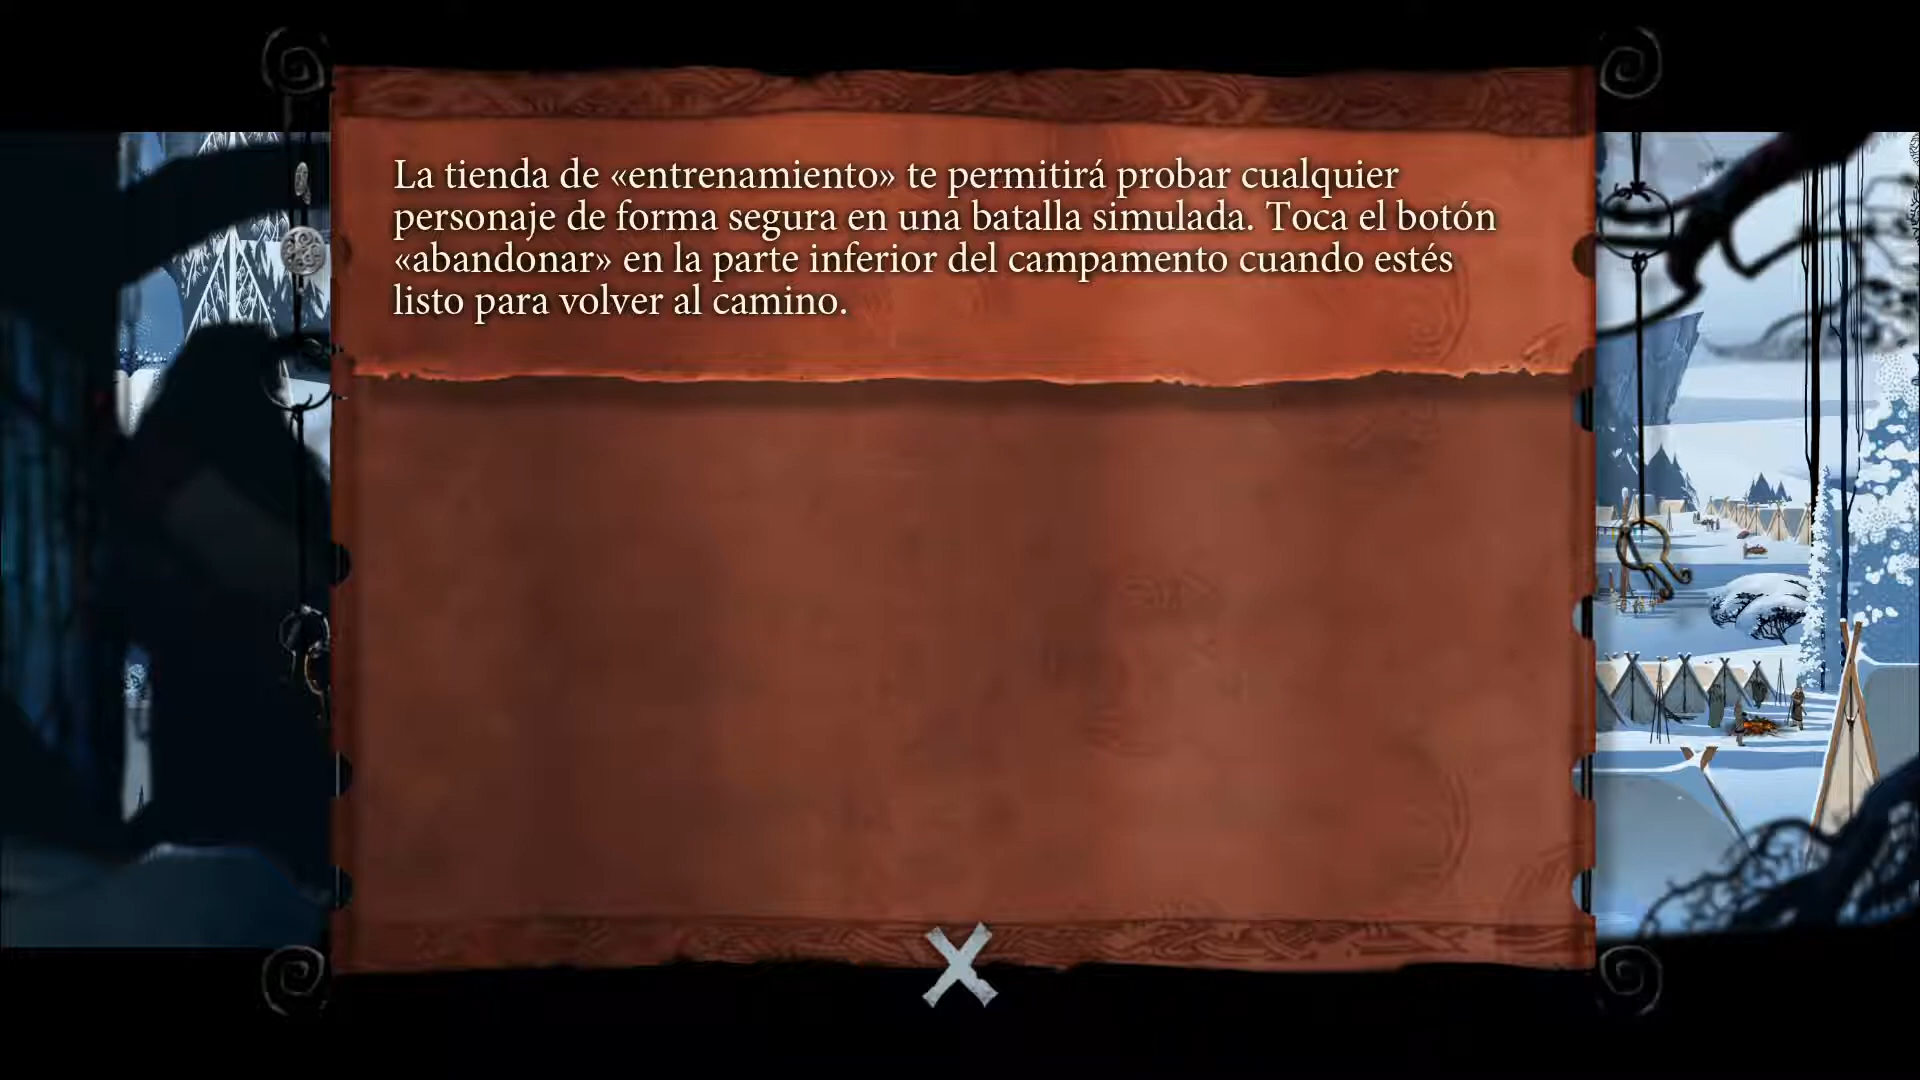 La tienda de «entrenamiento» te permitirá probar cualquier
personaje de forma segura en una batalla simulada. Toca el botón
«abandonar» en la parte inferior del campamento cuando estés
listo para volver al camino.